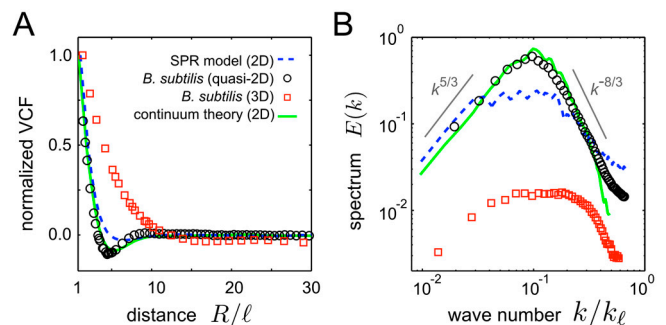 A
normalized VCF
1.0
0.5
0.0
SPR model (2D)
B. subtilis (quasi-2D)
B. subtilis (3D)
continuum theory (2D)
1 5 10 15 20 25 30
distance R/ℓ
B
spectrum E(k)
10^0
10^-1
10^-2
k^5/3
k^-8/3
10^-2 10^-1 10^0
wave number k/k_ℓ